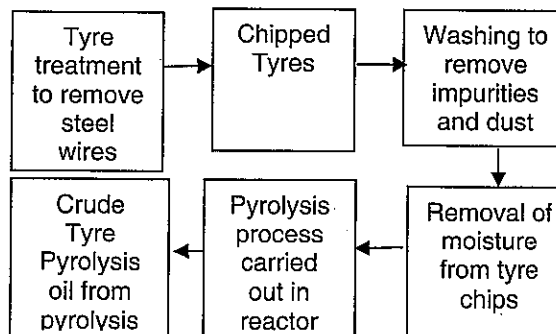 Tyre
treatment
to remove
steel
wires
Chipped
Tyres
Washing to
remove
impurities
and dust
Removal of
moisture
from tyre
chips
Pyrolysis
process
carried
out in
reactor
Crude
Tyre
Pyrolysis
oil from
pyrolysis